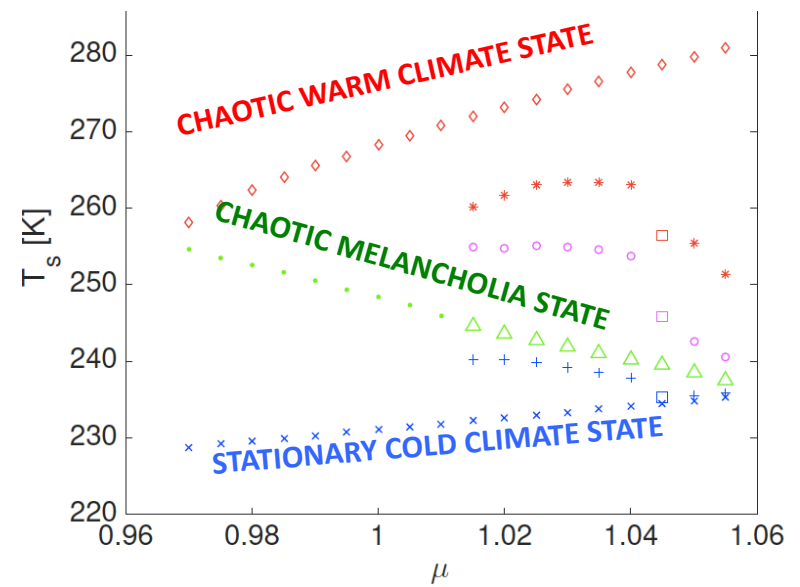 280
270
260
250
240
230
220
T_s [K]
CHAOTIC WARM CLIMATE STATE
CHAOTIC MELANCHOLIA STATE
STATIONARY COLD CLIMATE STATE
0.96 0.98 1 1.02 1.04 1.06
μ